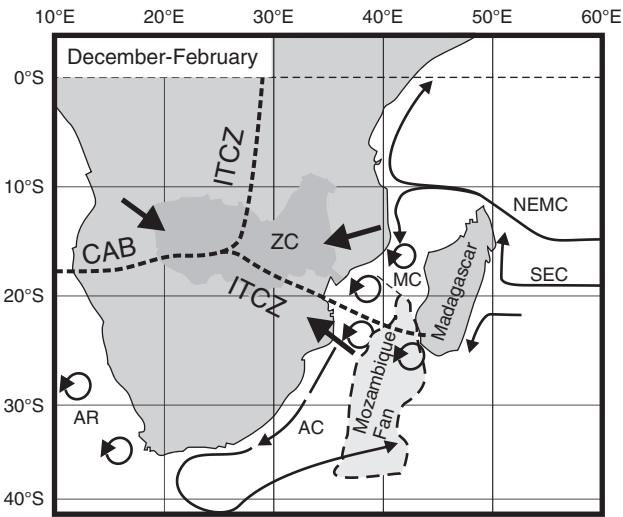 10°E 20°E 30°E 40°E 50°E 60°E
December-February
0°S
ITCZ
10°S
NEMC
ZC
CAB
MC
SEC
Madagascar
ITCZ
20°S
Mozambique
Fan
30°S
AR
AC
40°S